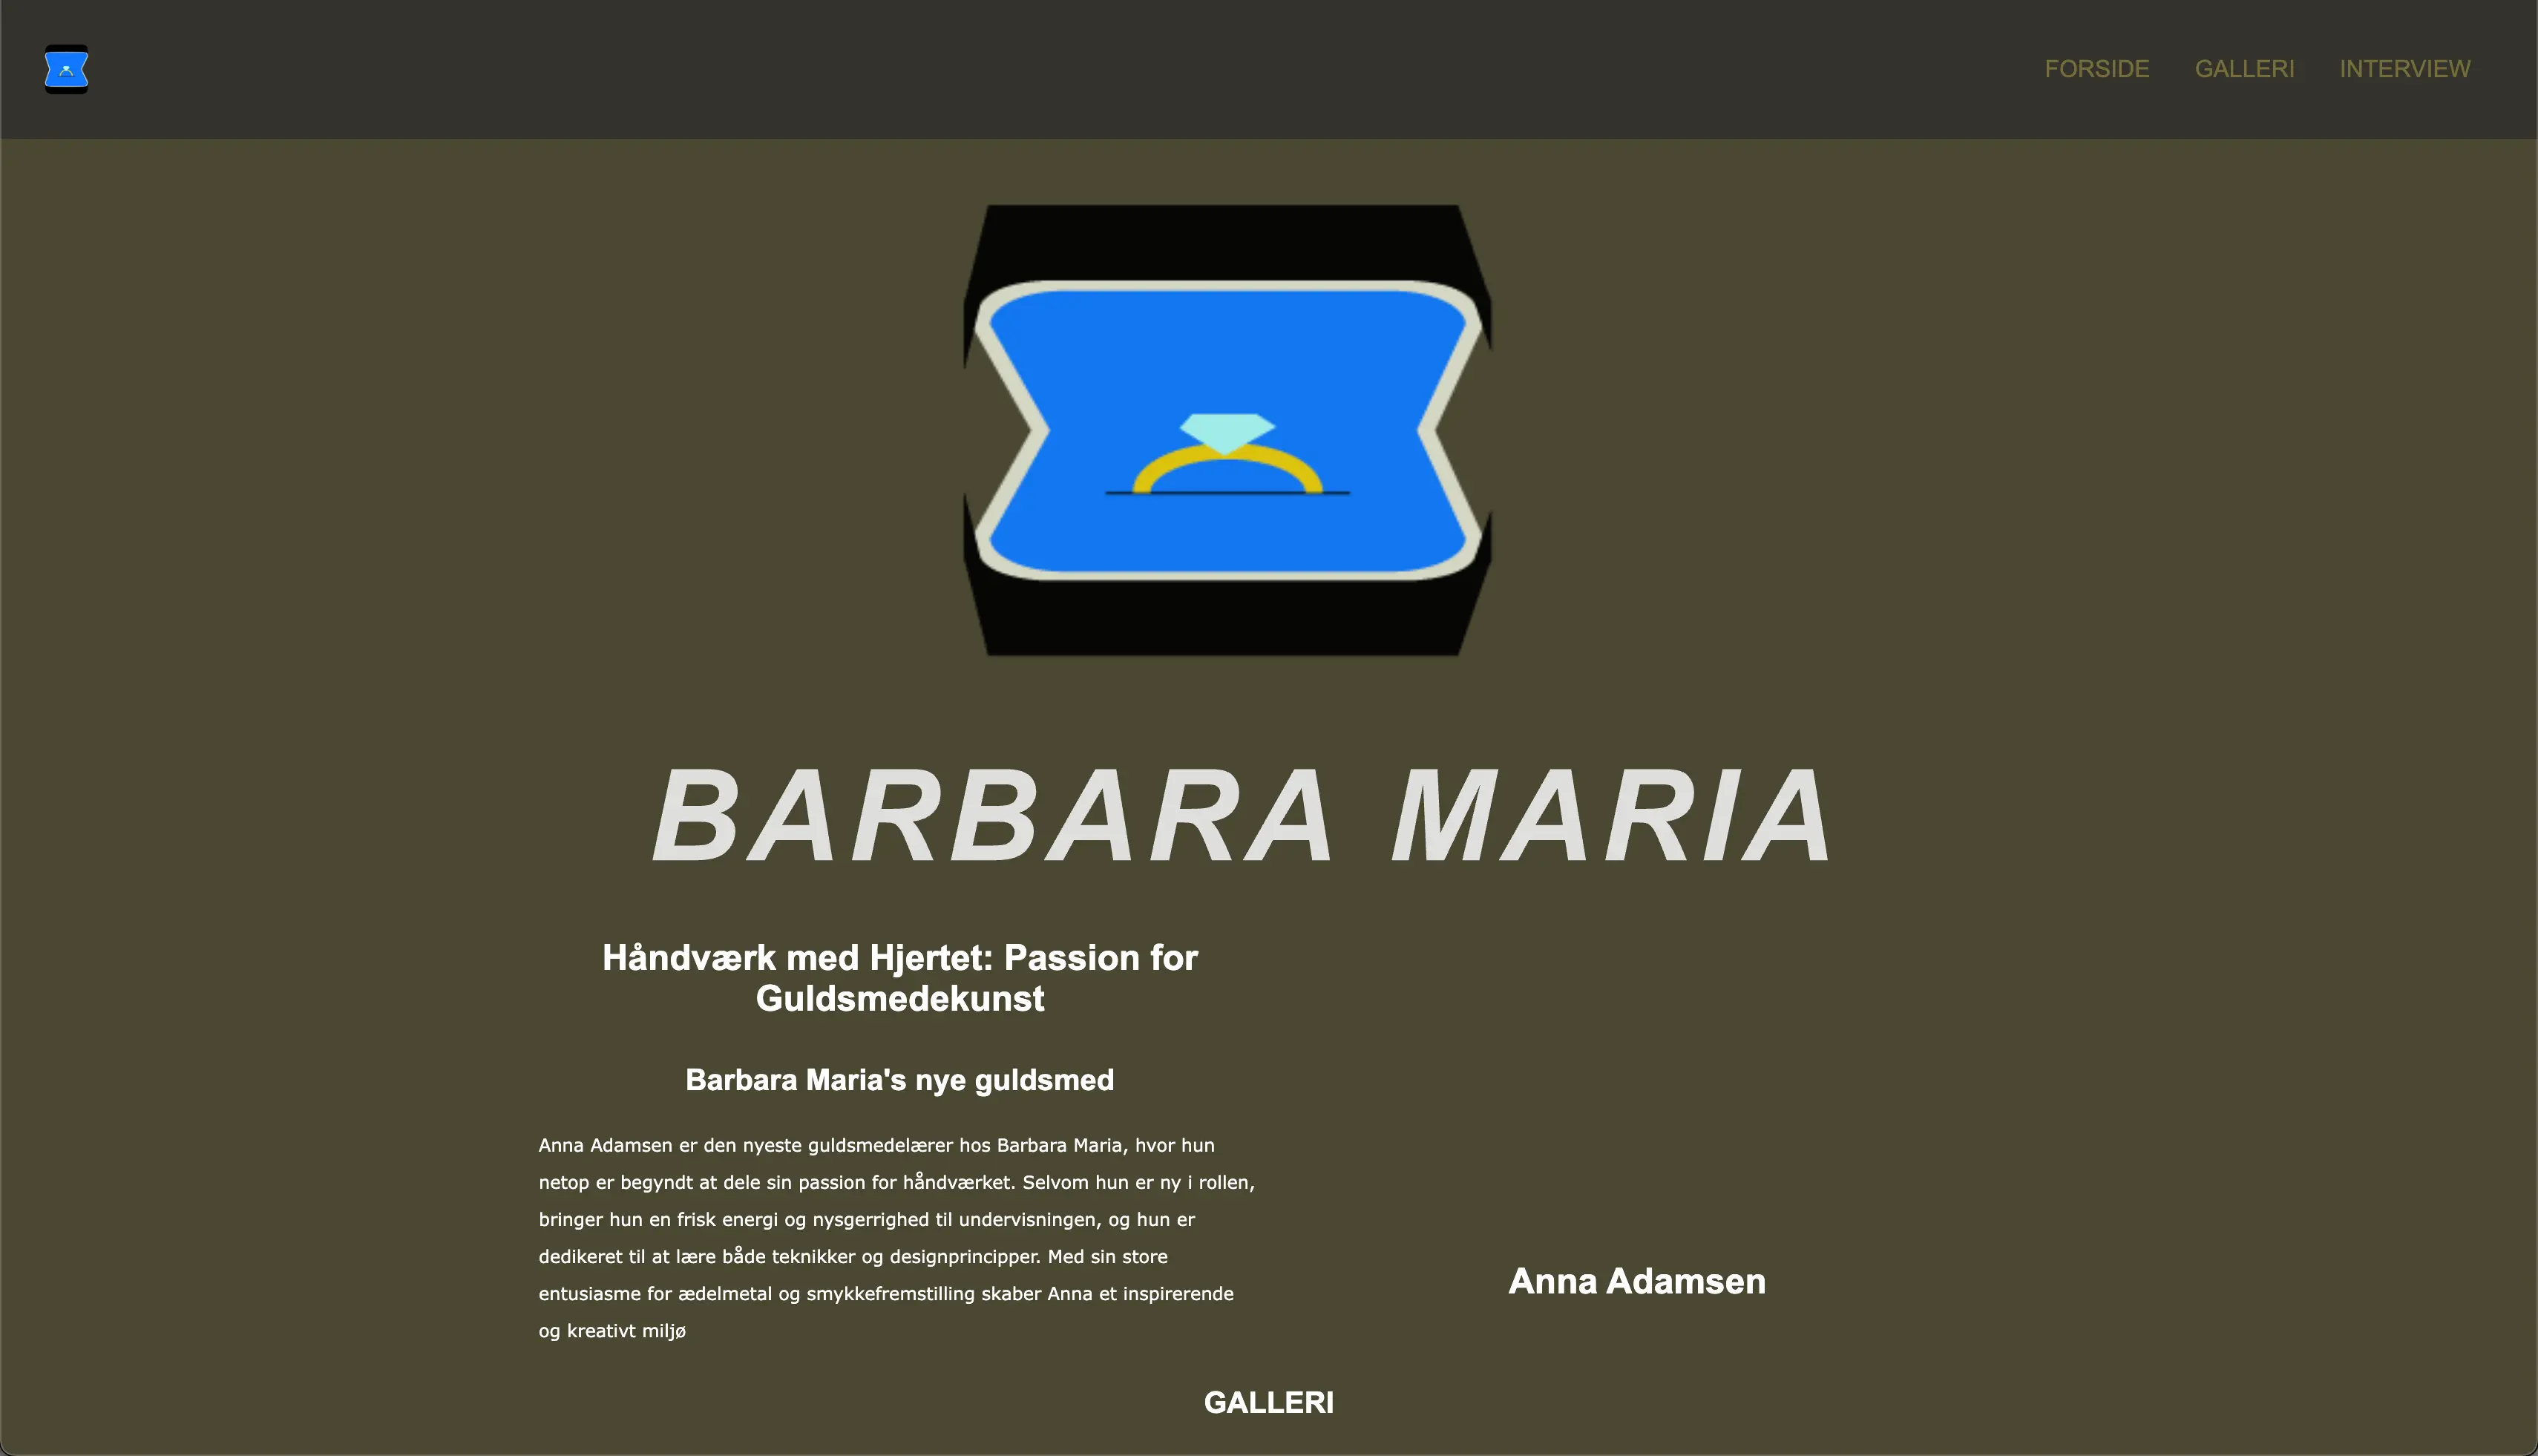 FORSIDE GALLERI INTERVIEW
BARBARA MARIA
Håndværk med Hjertet: Passion for
Guldsmedekunst
Barbara Maria's nye guldsmed
Anna Adamsen er den nyeste guldsmedelærer hos Barbara Maria, hvor hun
netop er begyndt at dele sin passion for håndværket. Selvom hun er ny i rollen,
bringer hun en frisk energi og nysgerrighed til undervisningen, og hun er
dedikeret til at lære både teknikker og designprincipper. Med sin store
entusiasme for ædelmetal og smykkefremstilling skaber Anna et inspirerende
og kreativt miljø
Anna Adamsen
GALLERI